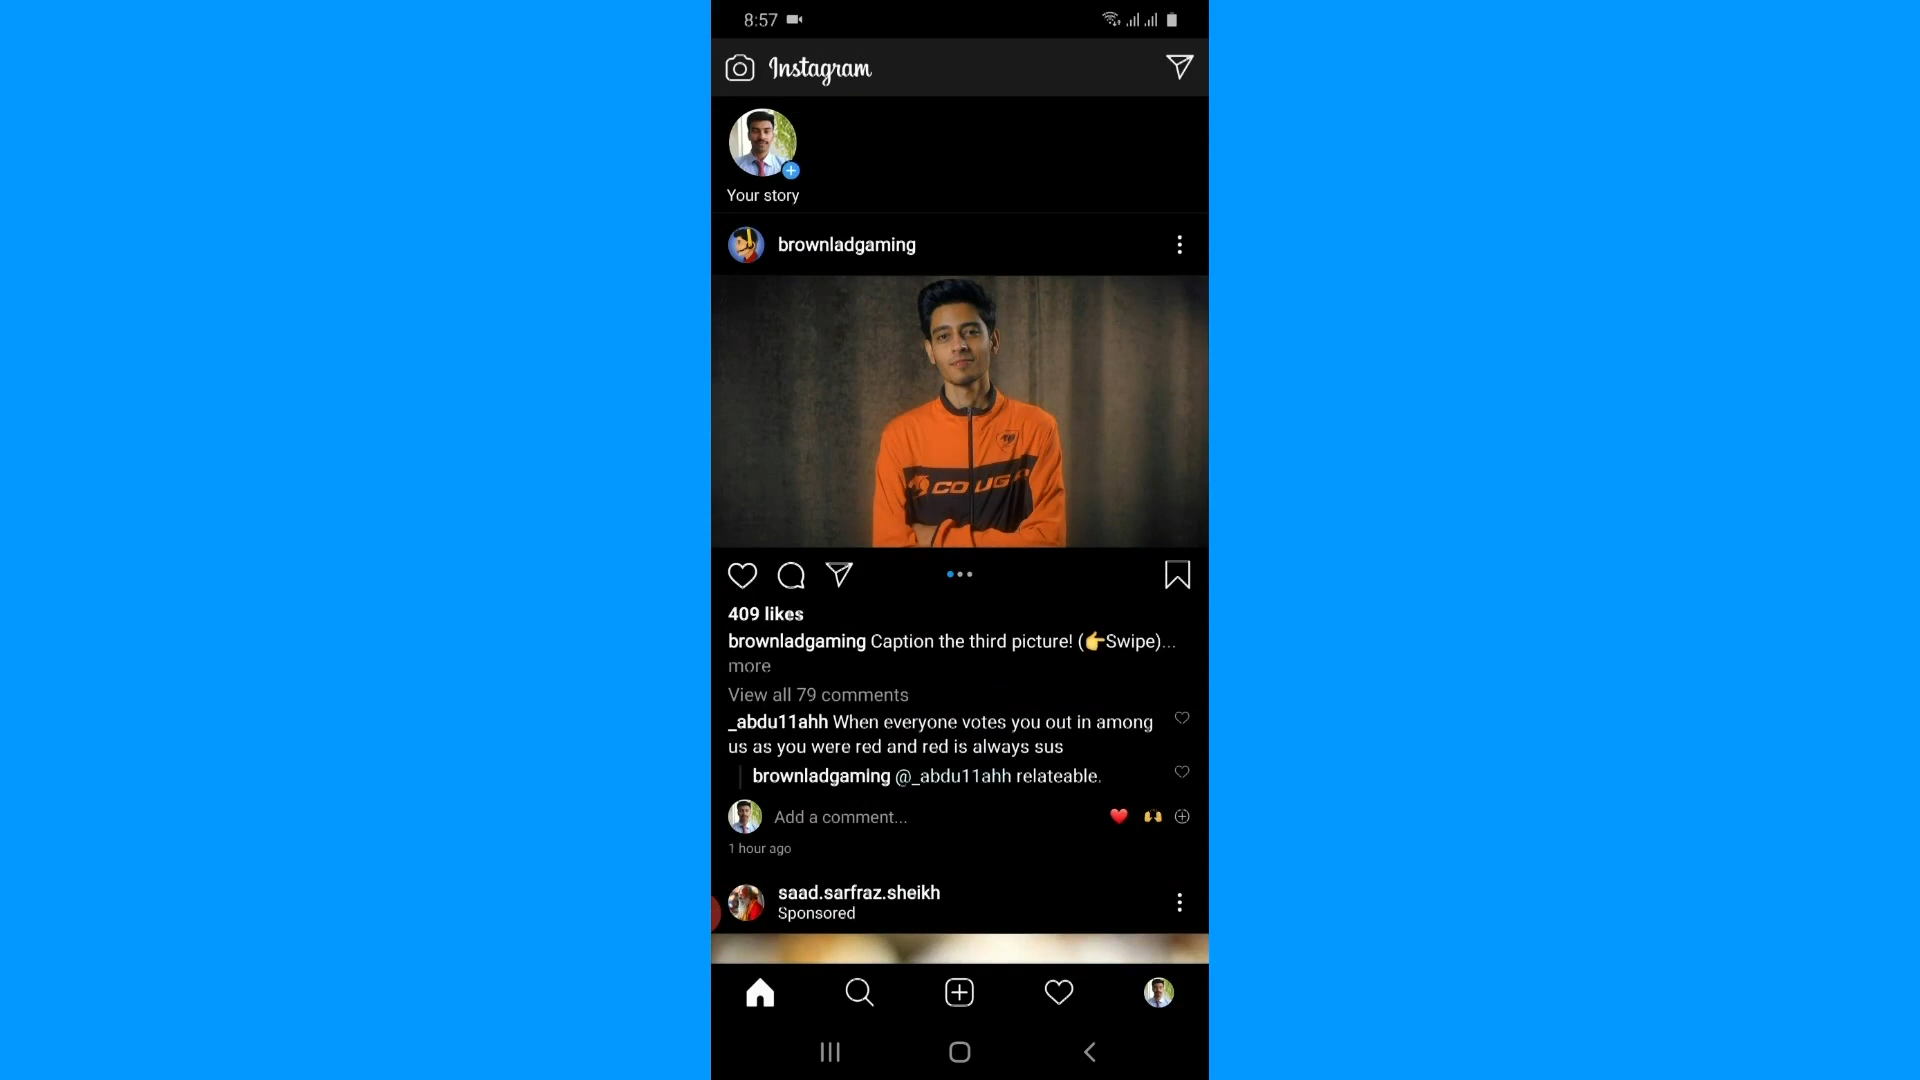 8:57
Instagram
Your story
brownladgaming
COUGA
409 likes
brownladgaming Caption the third picture! (👉Swipe)...
more
View all 79 comments
_abdu11ahh When everyone votes you out in among
us as you were red and red is always sus
brownladgaming @_abdu11ahh relateable.
Add a comment...
1 hour ago
saad.sarfraz.sheikh
Sponsored